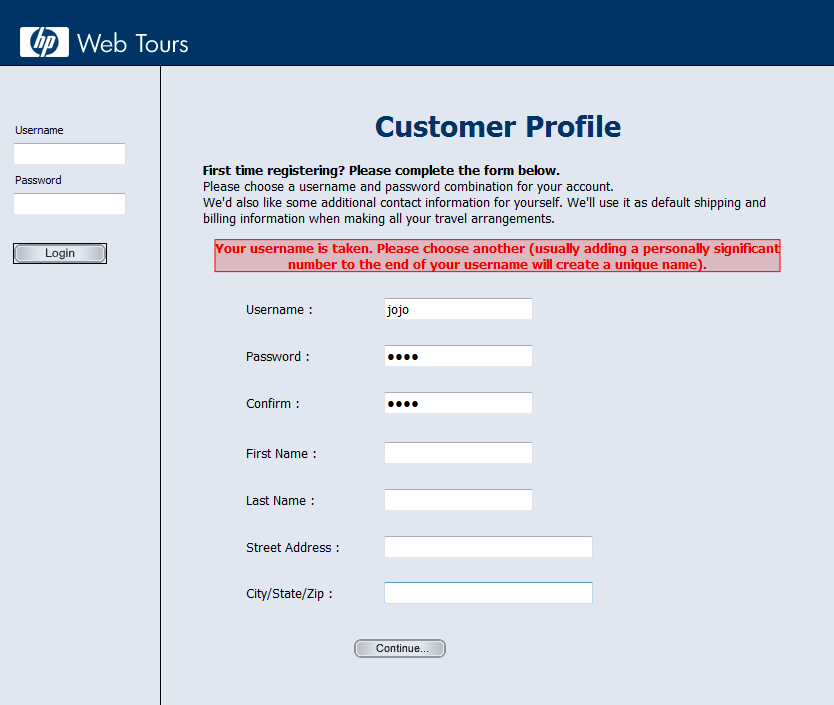 hp Web Tours
Username
Password
Login
Customer Profile
First time registering? Please complete the form below.
Please choose a username and password combination for your account.
We'd also like some additional contact information for yourself. We'll use it as default shipping and
billing information when making all your travel arrangements.
Your username is taken. Please choose another (usually adding a personally significant
number to the end of your username will create a unique name).
Username : jojo
Password : ●●●●
Confirm : ●●●●
First Name :
Last Name :
Street Address :
City/State/Zip :
Continue...